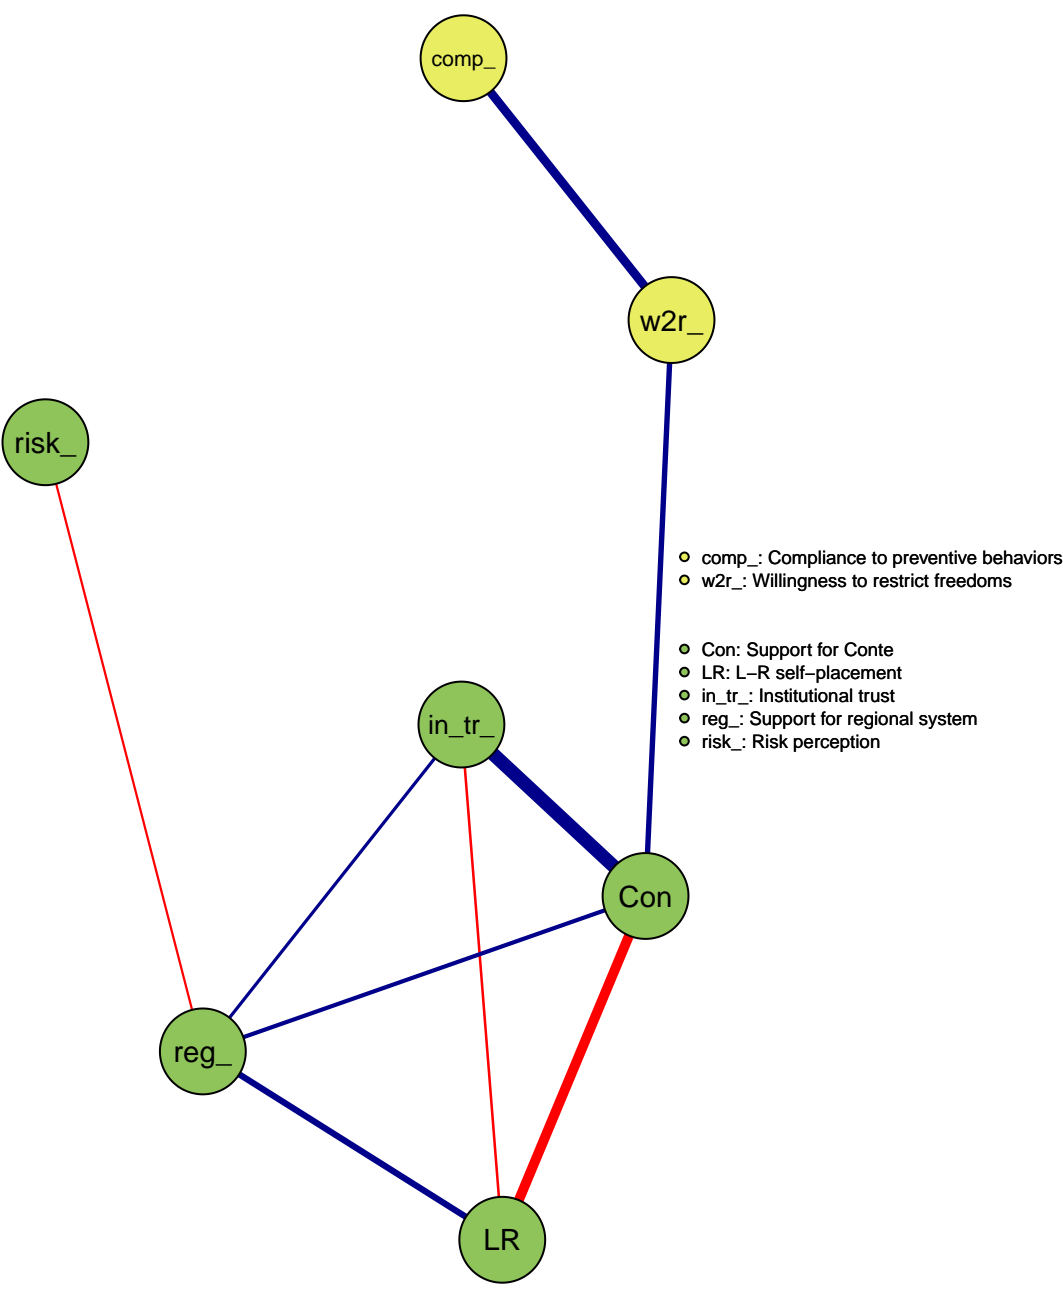 comp_
w2r_
risk_
comp_: Compliance to preventive behaviors
w2r_: Willingness to restrict freedoms
Con: Support for Conte
LR: L−R self−placement
in_tr_: Institutional trust
reg_: Support for regional system
risk_: Risk perception
in_tr_
Con
reg_
LR